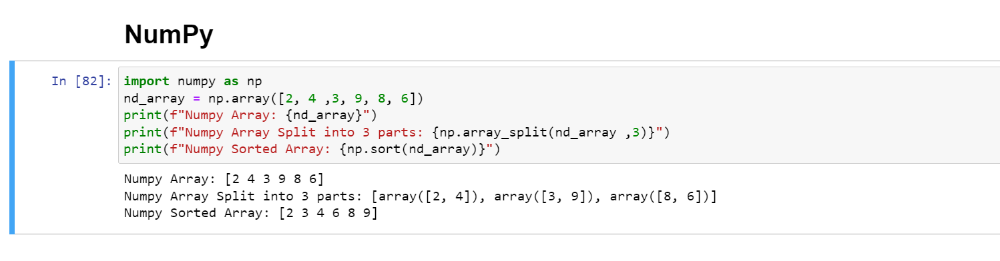 NumPy
In [82]: import numpy as np
nd_array = np.array([2, 4 ,3, 9, 8, 6])
print(f"Numpy Array: {nd_array}")
print(f"Numpy Array Split into 3 parts: {np.array_split(nd_array ,3)}")
print(f"Numpy Sorted Array: {np.sort(nd_array)}")
Numpy Array: [2 4 3 9 8 6]
Numpy Array Split into 3 parts: [array([2, 4]), array([3, 9]), array([8, 6])]
Numpy Sorted Array: [2 3 4 6 8 9]